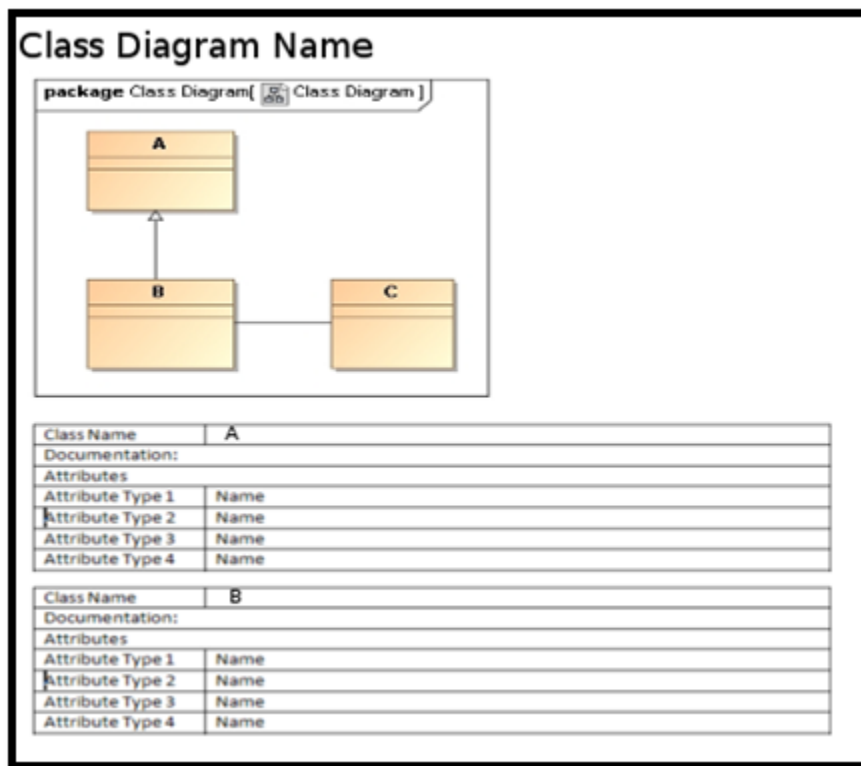 Class Diagram Name
package Class Diagram[ Class Diagram ]
A
B C
Class Name A
Documentation:
Attributes
Attribute Type 1 Name
Attribute Type 2 Name
Attribute Type 3 Name
Attribute Type 4 Name
Class Name B
Documentation:
Attributes
Attribute Type 1 Name
Attribute Type 2 Name
Attribute Type 3 Name
Attribute Type 4 Name